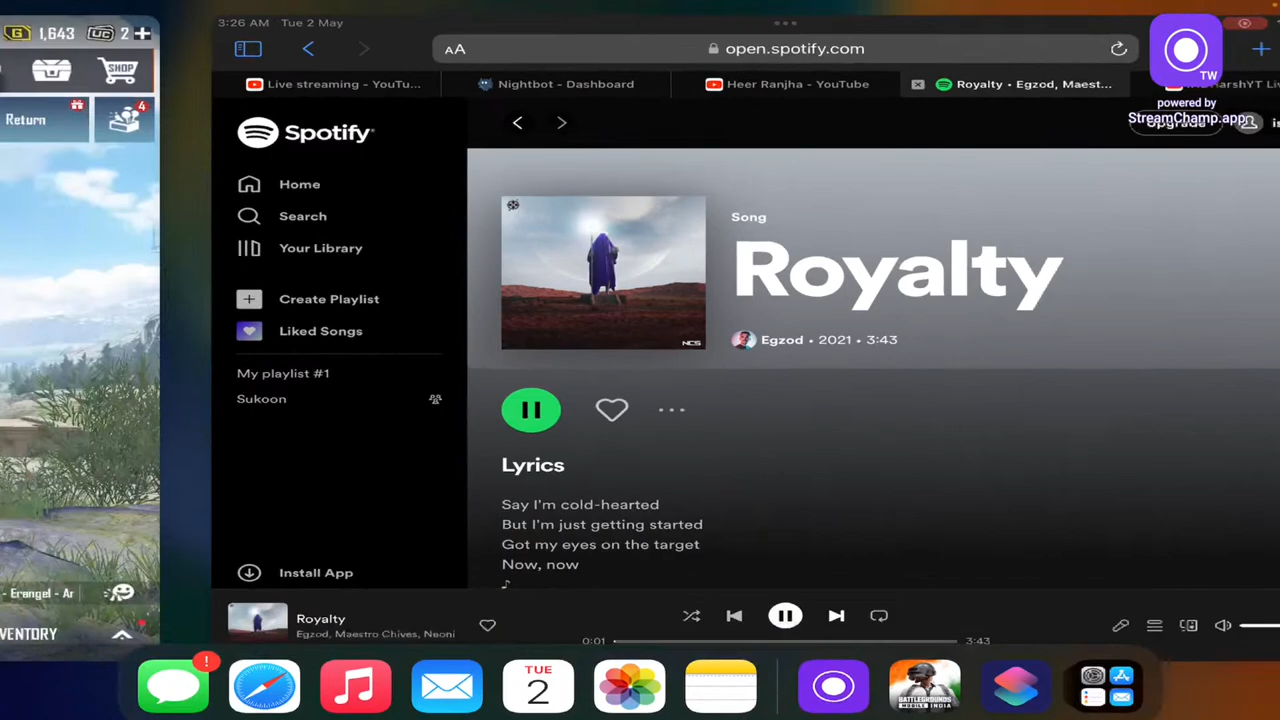 3:26 AM Tue 2 May
1,643 UC 2
AA open.spotify.com
TW
powered by
StreamChamp.app
Live streaming - YouTu...
Nightbot - Dashboard
Heer Ranjha - YouTube
Royalty • Egzod, Maest...
SHOP
Return
4
Spotify
Upgrade
Home
Search
Your Library
Create Playlist
Liked Songs
My playlist #1
Sukoon
Install App
Song
Royalty
Egzod • 2021 • 3:43
NCS
Lyrics
Say I'm cold-hearted
But I'm just getting started
Got my eyes on the target
Now, now
♪
- Erangel - Ar
VENTORY
Royalty
Egzod, Maestro Chives, Neoni
0:01
3:43
!
TUE
2
BATTLEGROUNDS
MOBILE INDIA